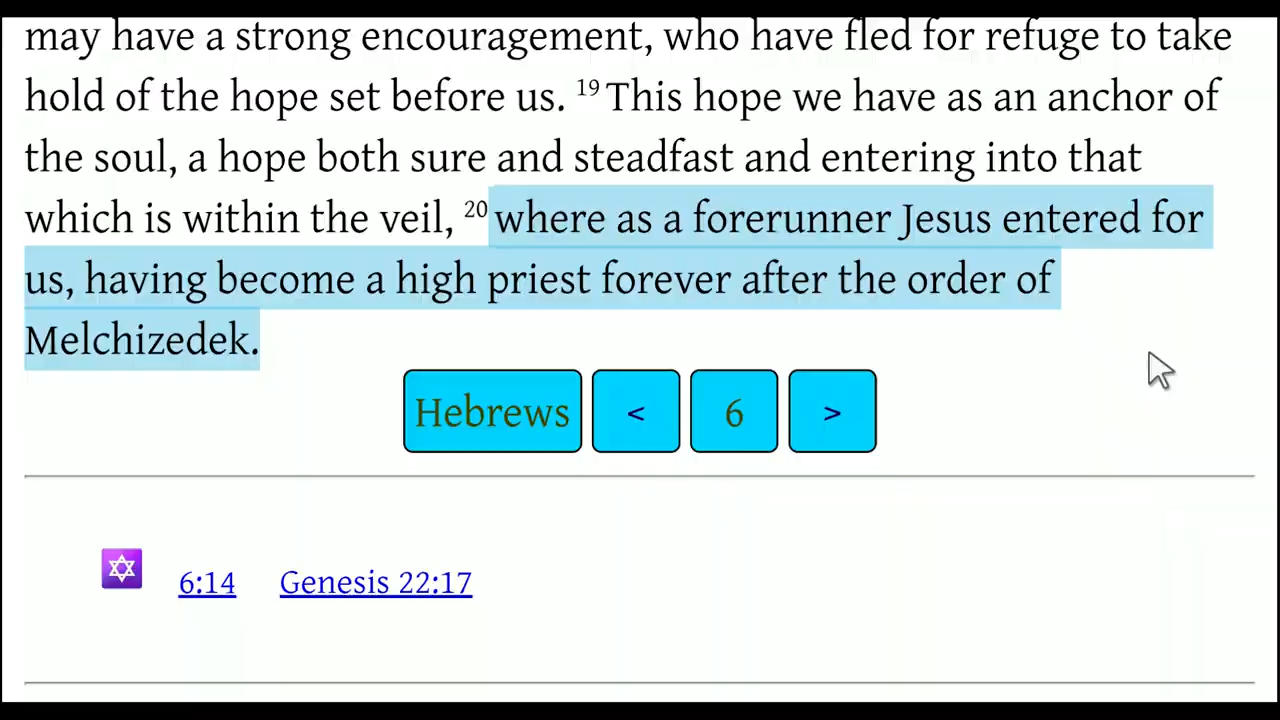 may have a strong encouragement, who have fled for refuge to take
hold of the hope set before us. 19 This hope we have as an anchor of
the soul, a hope both sure and steadfast and entering into that
which is within the veil, 20 where as a forerunner Jesus entered for
us, having become a high priest forever after the order of
Melchizedek.
Hebrews < 6 >
6:14 Genesis 22:17